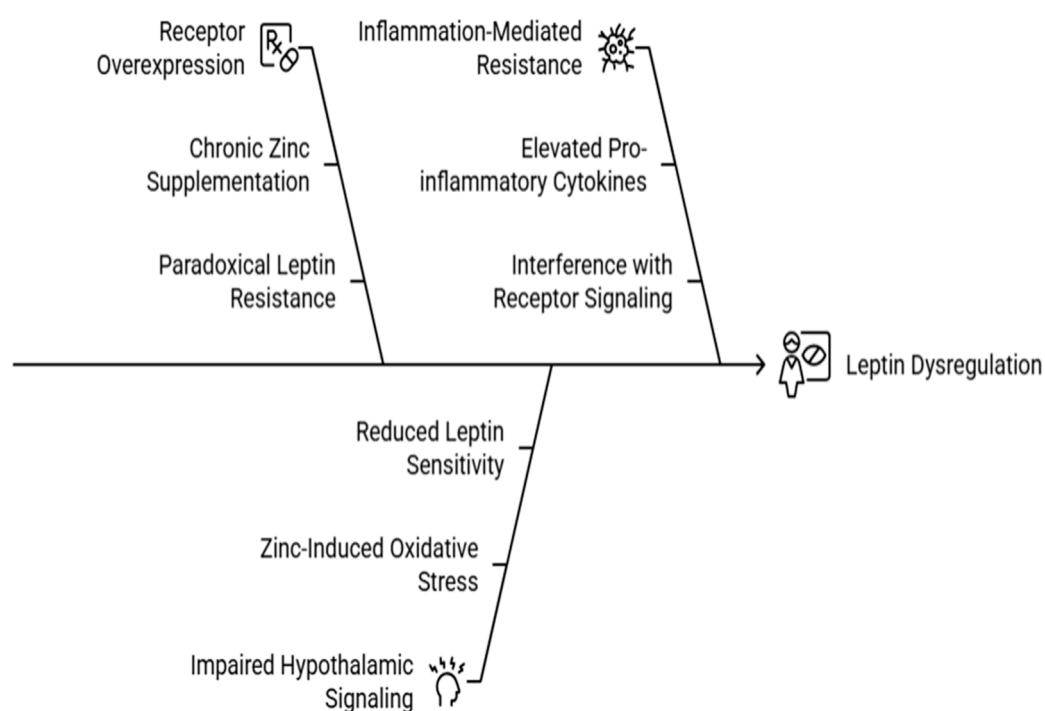 Receptor
Overexpression
Chronic Zinc
Supplementation
Paradoxical Leptin
Resistance
Inflammation-Mediated
Resistance
Elevated Pro-
inflammatory Cytokines
Interference with
Receptor Signaling
Leptin Dysregulation
Reduced Leptin
Sensitivity
Zinc-Induced Oxidative
Stress
Impaired Hypothalamic
Signaling